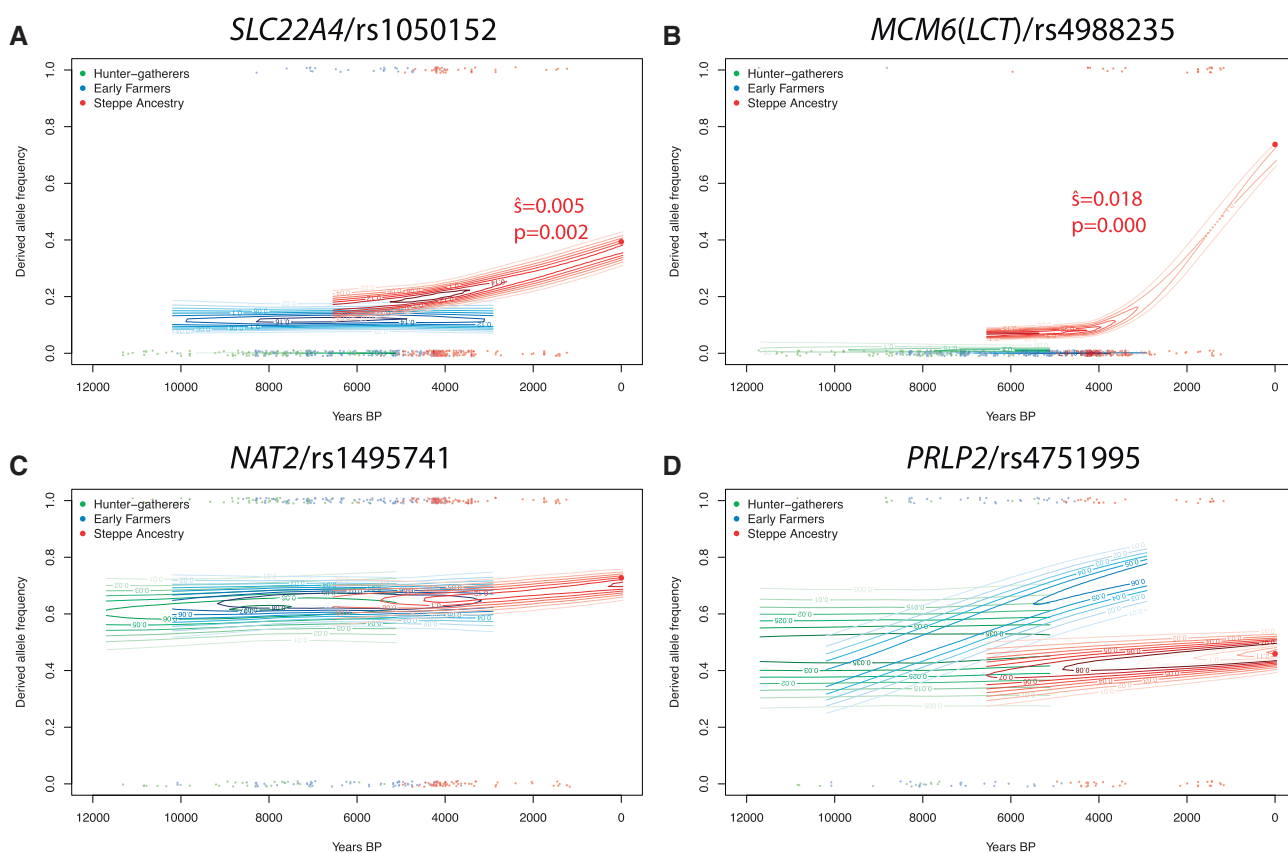 A
SLC22A4/rs1050152
Hunter−gatherers
Early Farmers
Steppe Ancestry
ŝ=0.005
p=0.002
Derived allele frequency
1.0
0.8
0.6
0.4
0.2
0.0
12000 10000 8000 6000 4000 2000 0
Years BP
B
MCM6(LCT)/rs4988235
Hunter−gatherers
Early Farmers
Steppe Ancestry
ŝ=0.018
p=0.000
Derived allele frequency
1.0
0.8
0.6
0.4
0.2
0.0
12000 10000 8000 6000 4000 2000 0
Years BP
C
NAT2/rs1495741
Hunter−gatherers
Early Farmers
Steppe Ancestry
Derived allele frequency
1.0
0.8
0.6
0.4
0.2
0.0
12000 10000 8000 6000 4000 2000 0
Years BP
D
PRLP2/rs4751995
Hunter−gatherers
Early Farmers
Steppe Ancestry
Derived allele frequency
1.0
0.8
0.6
0.4
0.2
0.0
12000 10000 8000 6000 4000 2000 0
Years BP